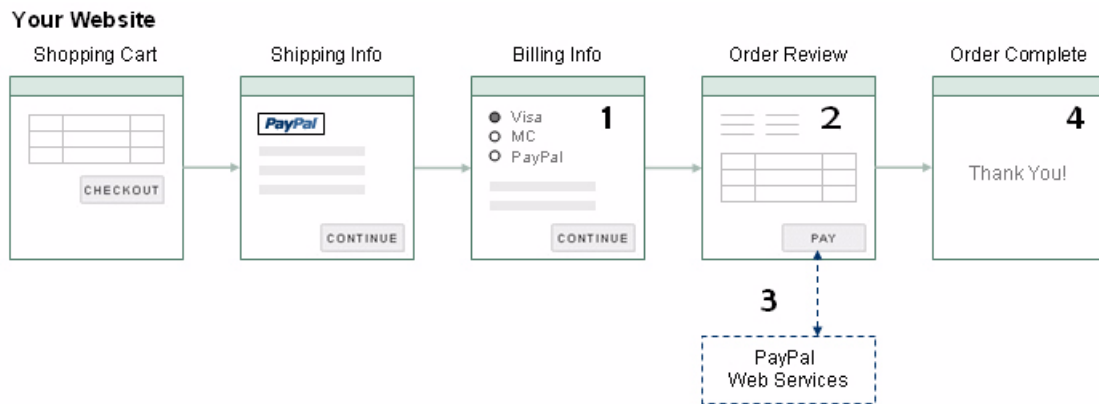 Your Website
Shopping Cart
Shipping Info
Billing Info
Order Review
Order Complete
CHECKOUT
PayPal
CONTINUE
Visa
1
MC
PayPal
CONTINUE
2
PAY
4
Thank You!
3
PayPal
Web Services